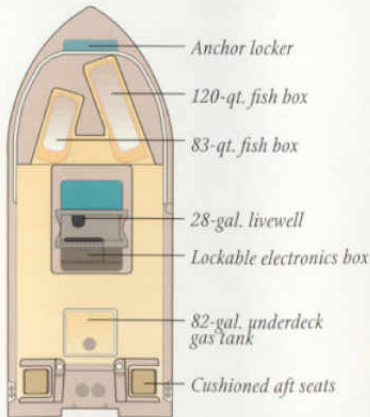 Anchor locker
120-qt. fish box
83-qt. fish box
28-gal. livewell
Lockable electronics box
82-gal. underdeck
gas tank
Cushioned aft seats